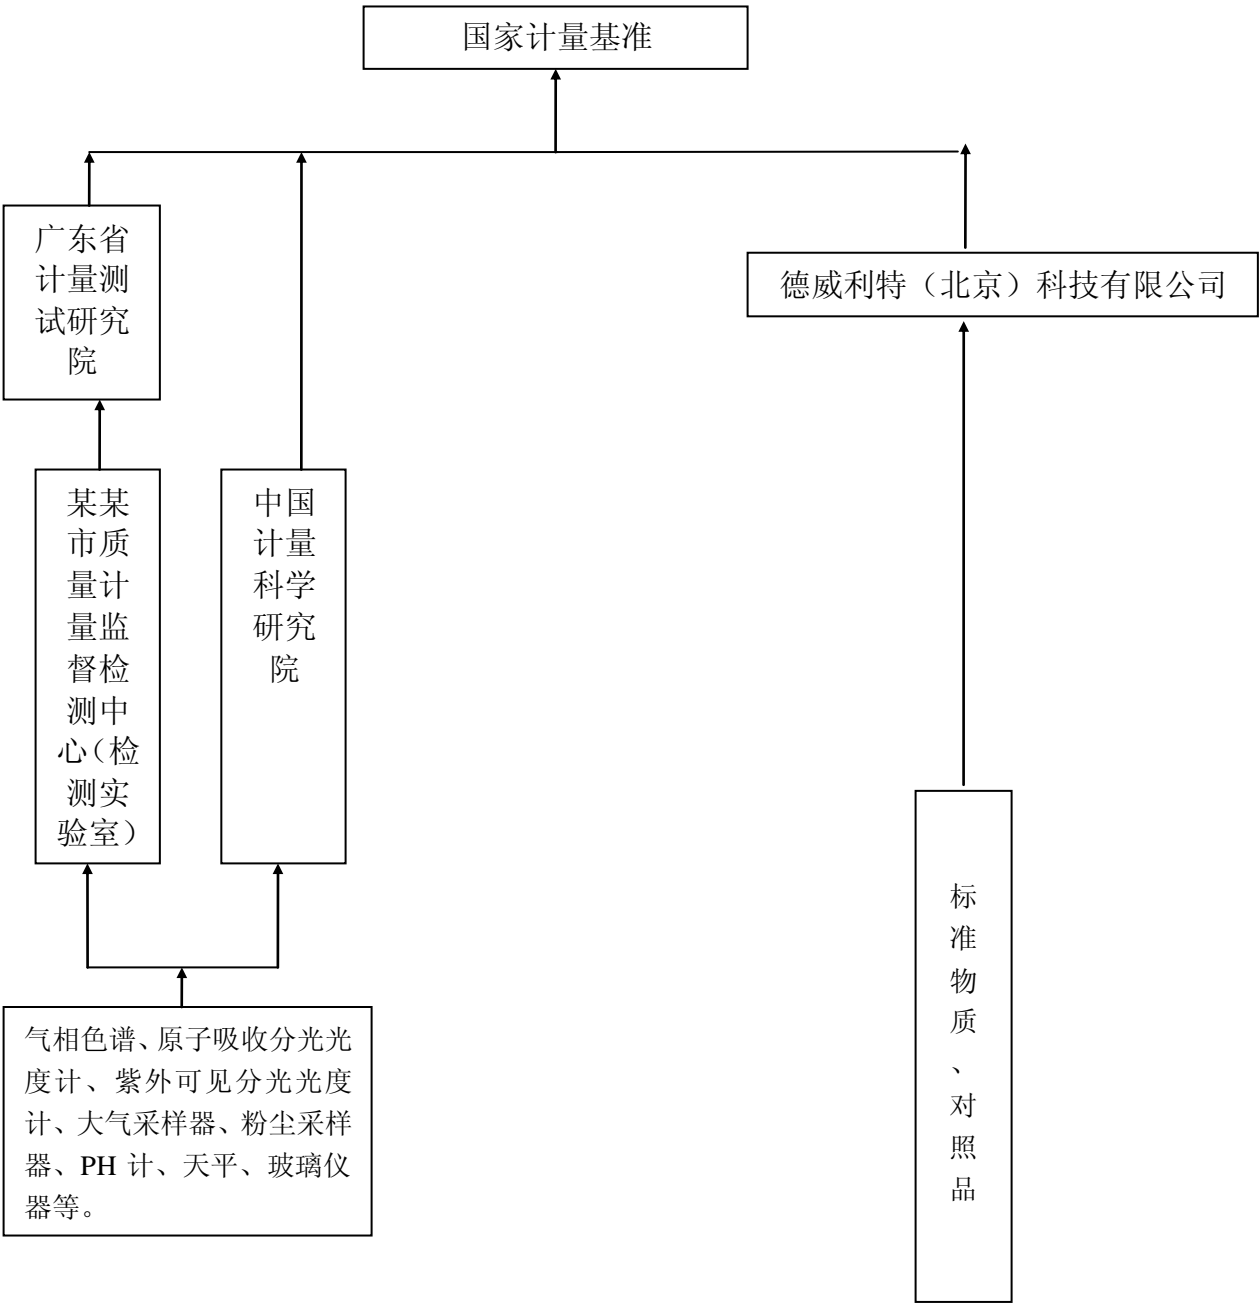 国家计量基准
广东省
计量测
试研究
院
德威利特（北京）科技有限公司
某某
市质
量计
量监
督检
测中
心（检
测实
验室）
中国
计量
科学
研究
院
标
准
物
质
、
对
照
品
气相色谱、原子吸收分光光
度计、紫外可见分光光度
计、大气采样器、粉尘采样
器、PH 计、天平、玻璃仪
器等。